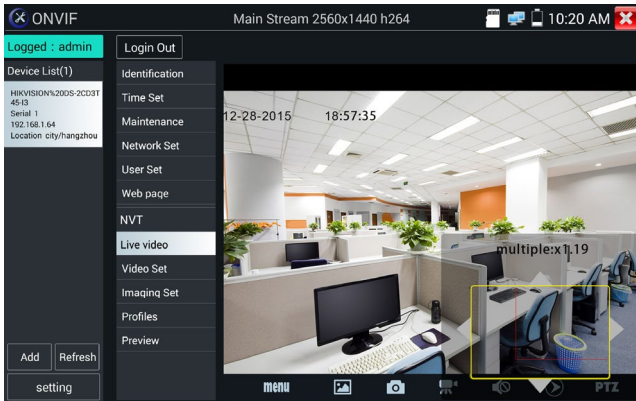 ONVIF
Main Stream 2560x1440 h264
10:20 AM
Logged : admin
Login Out
Device List(1)
HIKVISION%20DS-2CD3T
45-I3
Serial 1
192.168.1.64
Location city/hangzhou
Identification
Time Set
Maintenance
Network Set
User Set
Web page
NVT
Live video
Video Set
Imaging Set
Profiles
Preview
12-28-2015 18:57:35
multiple:x1.19
Add
Refresh
setting
menu
PTZ